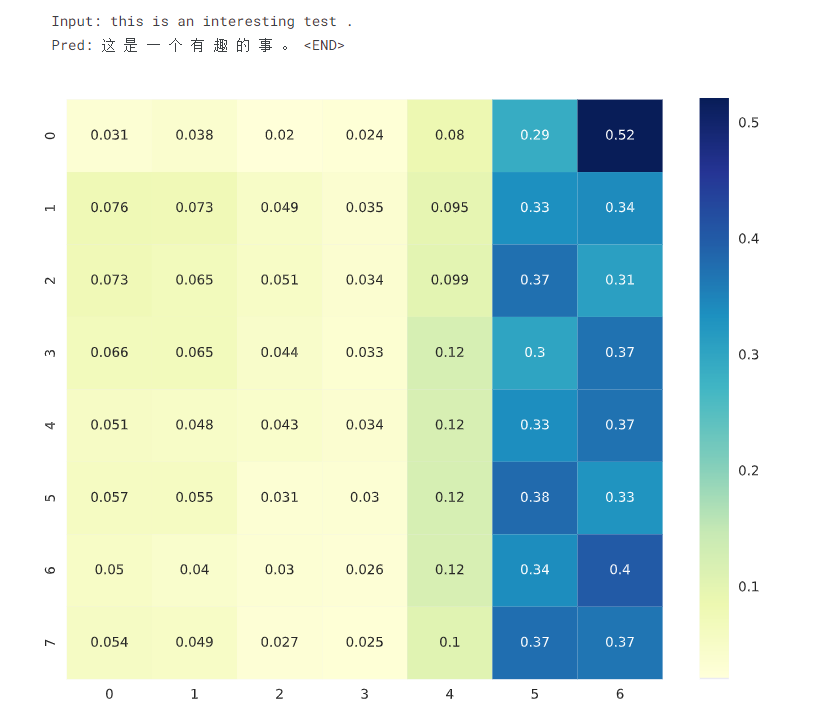 Input: this is an interesting test .
Pred: 这 是 一 个 有 趣 的 事 。 <END>
0 0.031 0.038 0.02 0.024 0.08 0.29 0.52
1 0.076 0.073 0.049 0.035 0.095 0.33 0.34
2 0.073 0.065 0.051 0.034 0.099 0.37 0.31
3 0.066 0.065 0.044 0.033 0.12 0.3 0.37
4 0.051 0.048 0.043 0.034 0.12 0.33 0.37
5 0.057 0.055 0.031 0.03 0.12 0.38 0.33
6 0.05 0.04 0.03 0.026 0.12 0.34 0.4
7 0.054 0.049 0.027 0.025 0.1 0.37 0.37
0 1 2 3 4 5 6
0.5
0.4
0.3
0.2
0.1